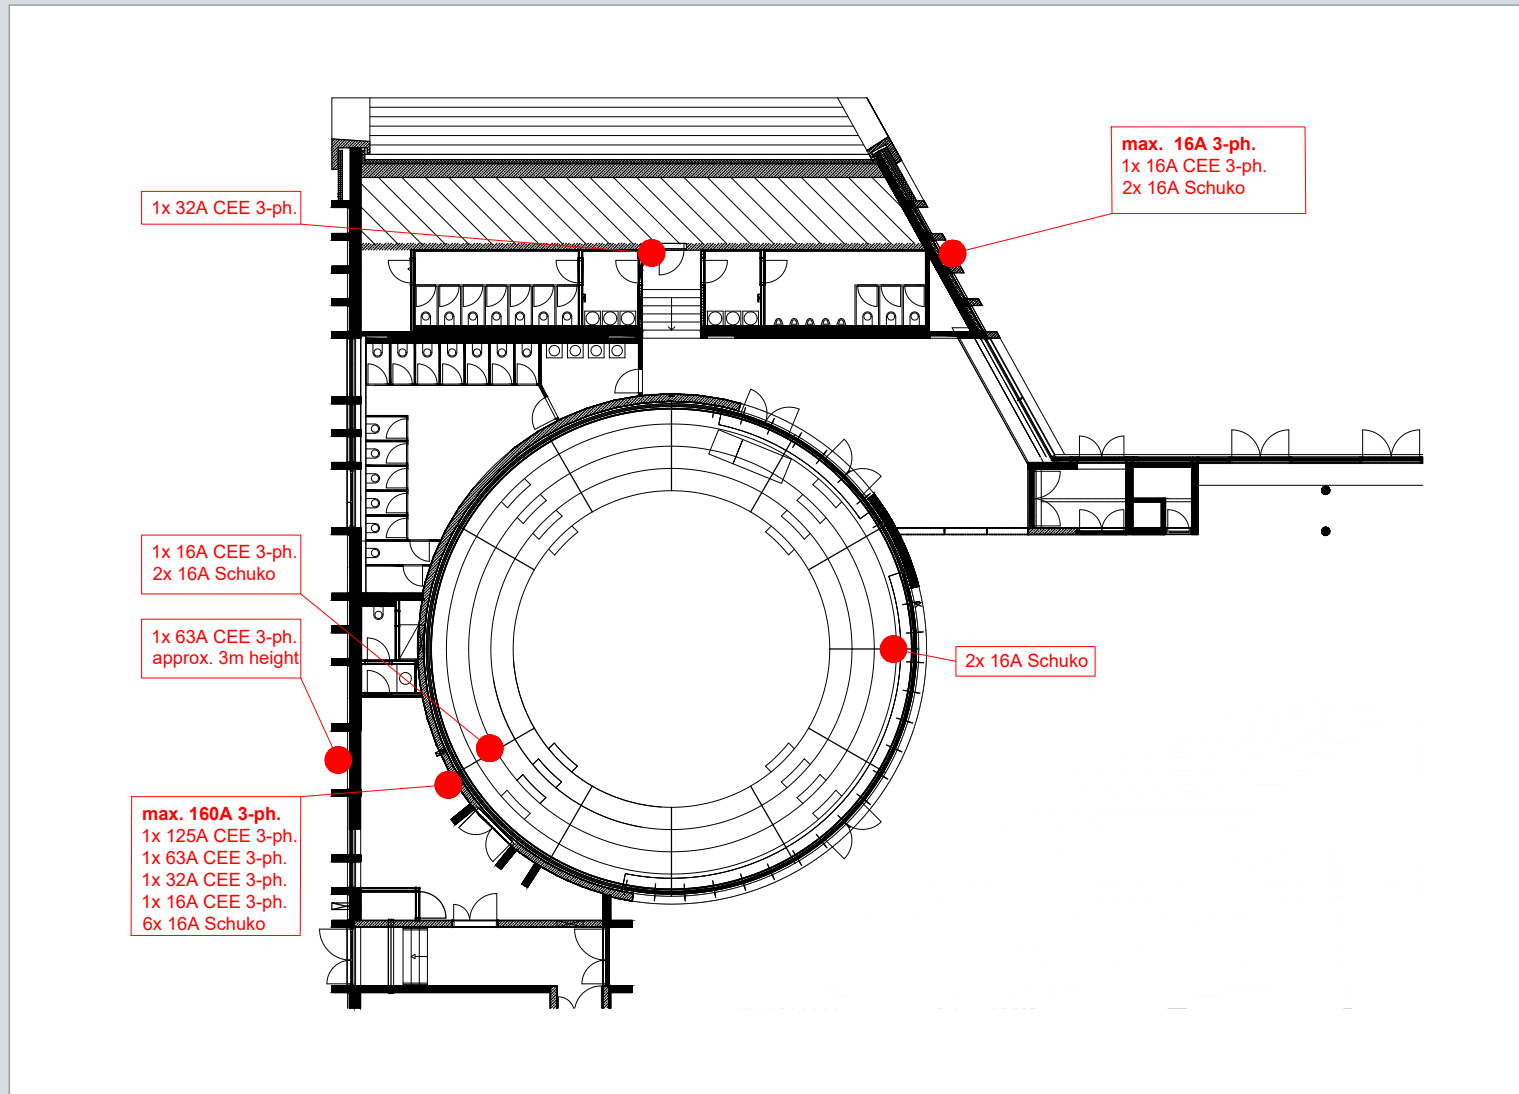 max. 16A 3-ph.
1x 16A CEE 3-ph.
2x 16A Schuko
1x 32A CEE 3-ph.
1x 16A CEE 3-ph.
2x 16A Schuko
1x 63A CEE 3-ph.
approx. 3m height
2x 16A Schuko
max. 160A 3-ph.
1x 125A CEE 3-ph.
1x 63A CEE 3-ph.
1x 32A CEE 3-ph.
1x 16A CEE 3-ph.
6x 16A Schuko